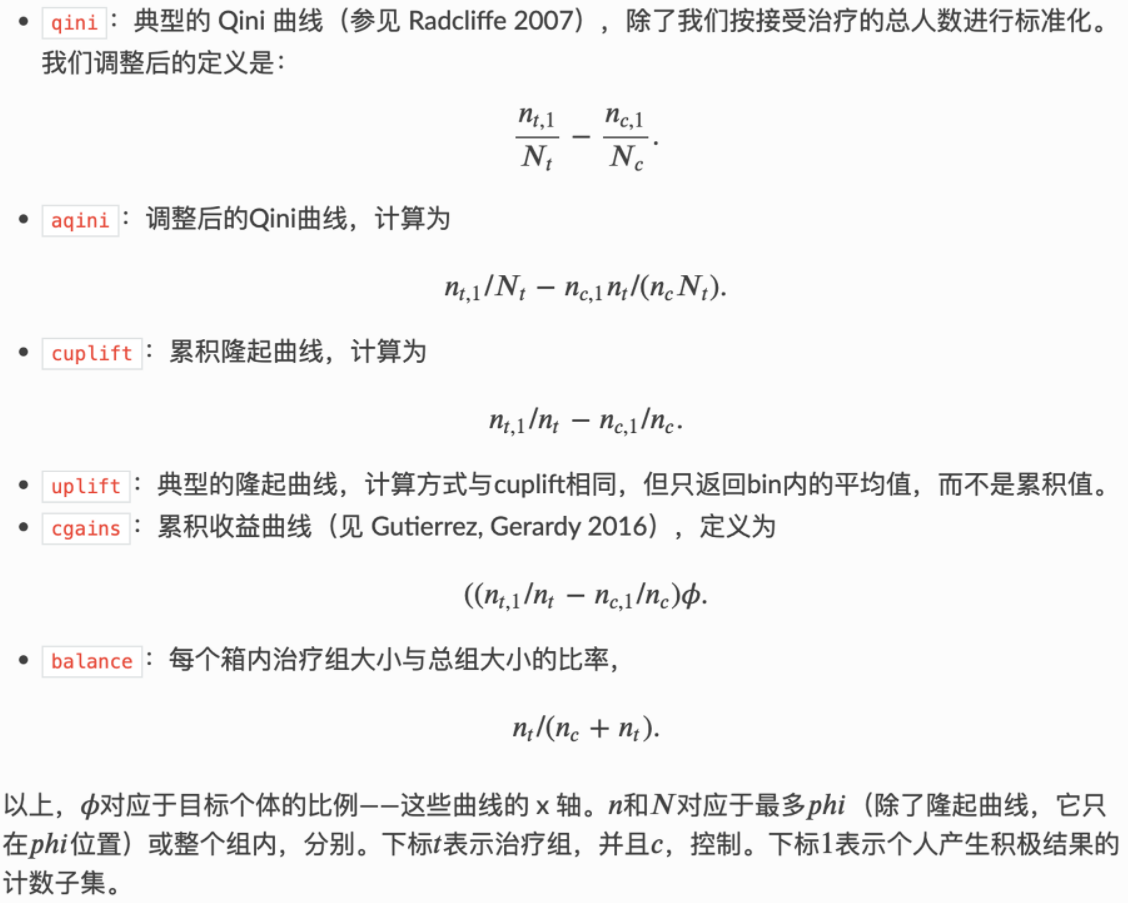 • qini：典型的 Qini 曲线（参见 Radcliffe 2007），除了我们按接受治疗的总人数进行标准化。
我们调整后的定义是：
n_{t,1}/N_t − n_{c,1}/N_c.
• aqini：调整后的Qini曲线，计算为
n_{t,1}/N_t − n_{c,1}n_t/(n_cN_t).
• cuplift：累积隆起曲线，计算为
n_{t,1}/n_t − n_{c,1}/n_c.
• uplift：典型的隆起曲线，计算方式与cuplift相同，但只返回bin内的平均值，而不是累积值。
• cgains：累积收益曲线（见 Gutierrez, Gerardy 2016），定义为
((n_{t,1}/n_t − n_{c,1}/n_c)ϕ.
• balance：每个箱内治疗组大小与总组大小的比率，
n_t/(n_c + n_t).
以上，ϕ对应于目标个体的比例——这些曲线的 x 轴。n和N对应于最多phi（除了隆起曲线，它只
在phi位置）或整个组内，分别。下标t表示治疗组，并且c，控制。下标1表示个人产生积极结果的
计数子集。